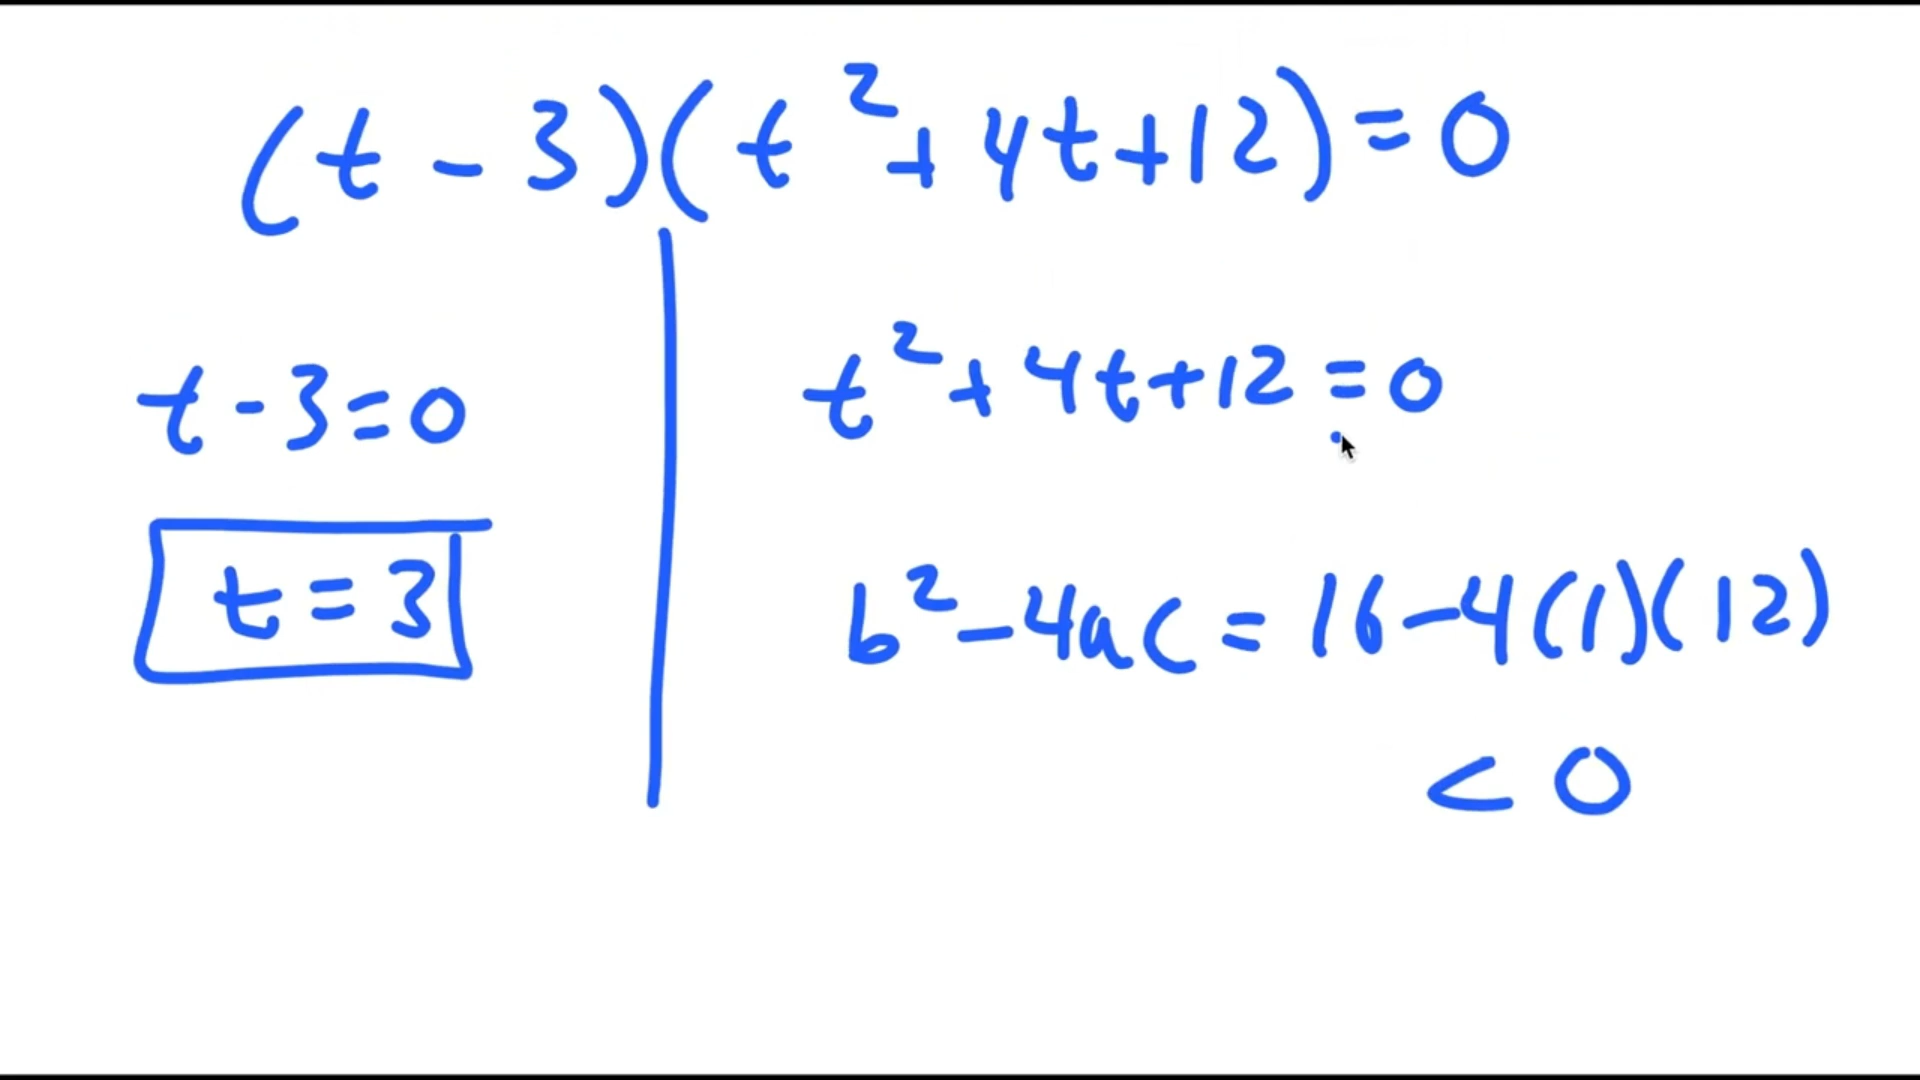 (t - 3)(t² + 4t + 12) = 0
t - 3 = 0
t = 3
t² + 4t + 12 = 0
b² - 4ac = 16 - 4(1)(12)
< 0